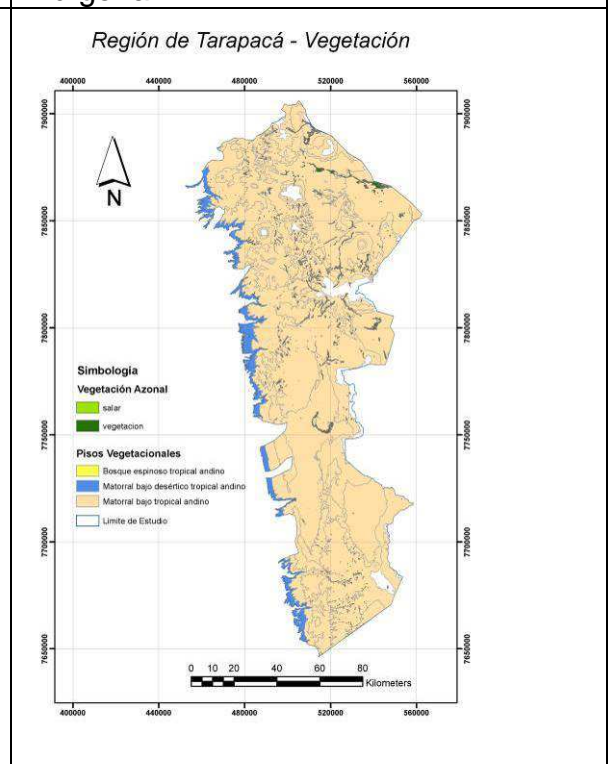 Región de Tarapacá - Vegetación
400000 440000 480000 520000 560000
7900000 7900000
N
7850000 7850000
7800000 7800000
Simbologia
Vegetación Azonal
salar
vegetacion
7750000 7750000
Pisos Vegetacionales
Bosque espinoso tropical andino
Matorral bajo desértico tropical andino
Matorral bajo tropical andino
Limite de Estudio
7700000 7700000
7650000 7650000
0 10 20 40 60 80
Kilometers
400000 440000 480000 520000 560000